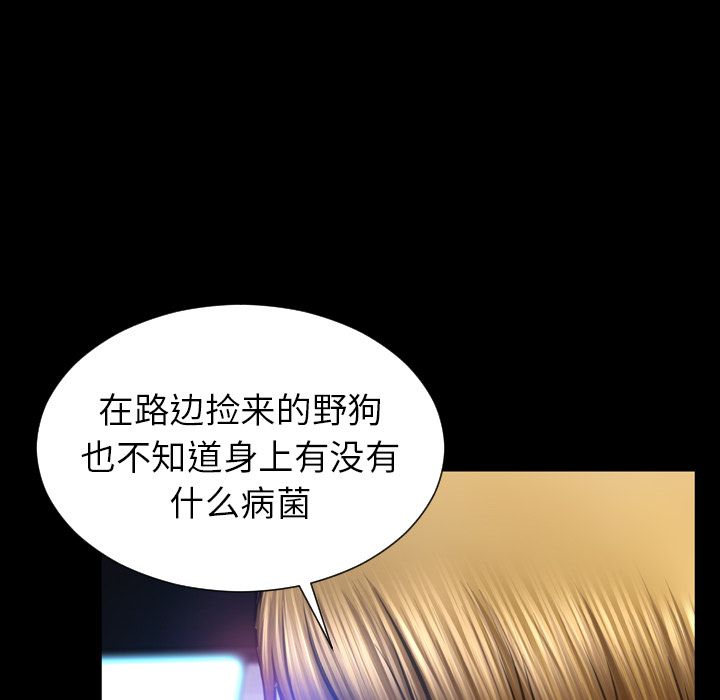 在路边捡来的野狗
也不知道身上有没有
什么病菌